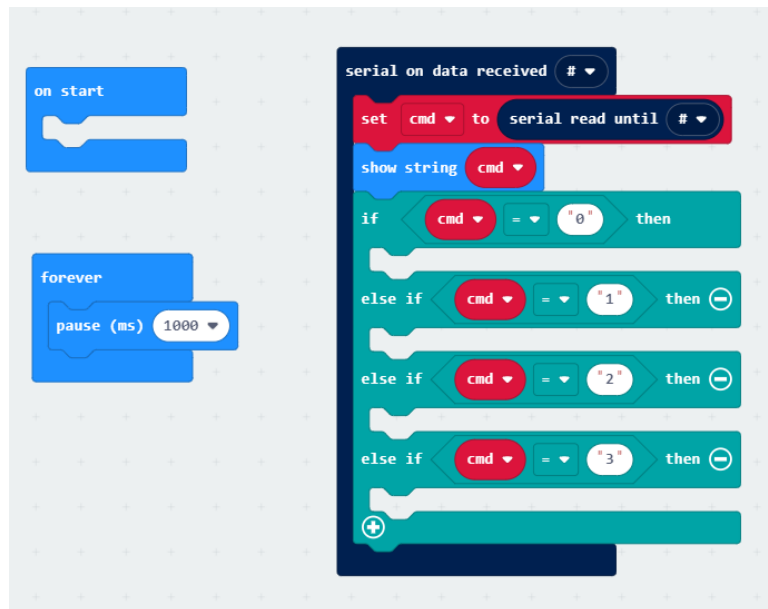 on start
forever
pause (ms) 1000
serial on data received #
set cmd to serial read until #
show string cmd
if cmd = "0" then
else if cmd = "1" then
else if cmd = "2" then
else if cmd = "3" then